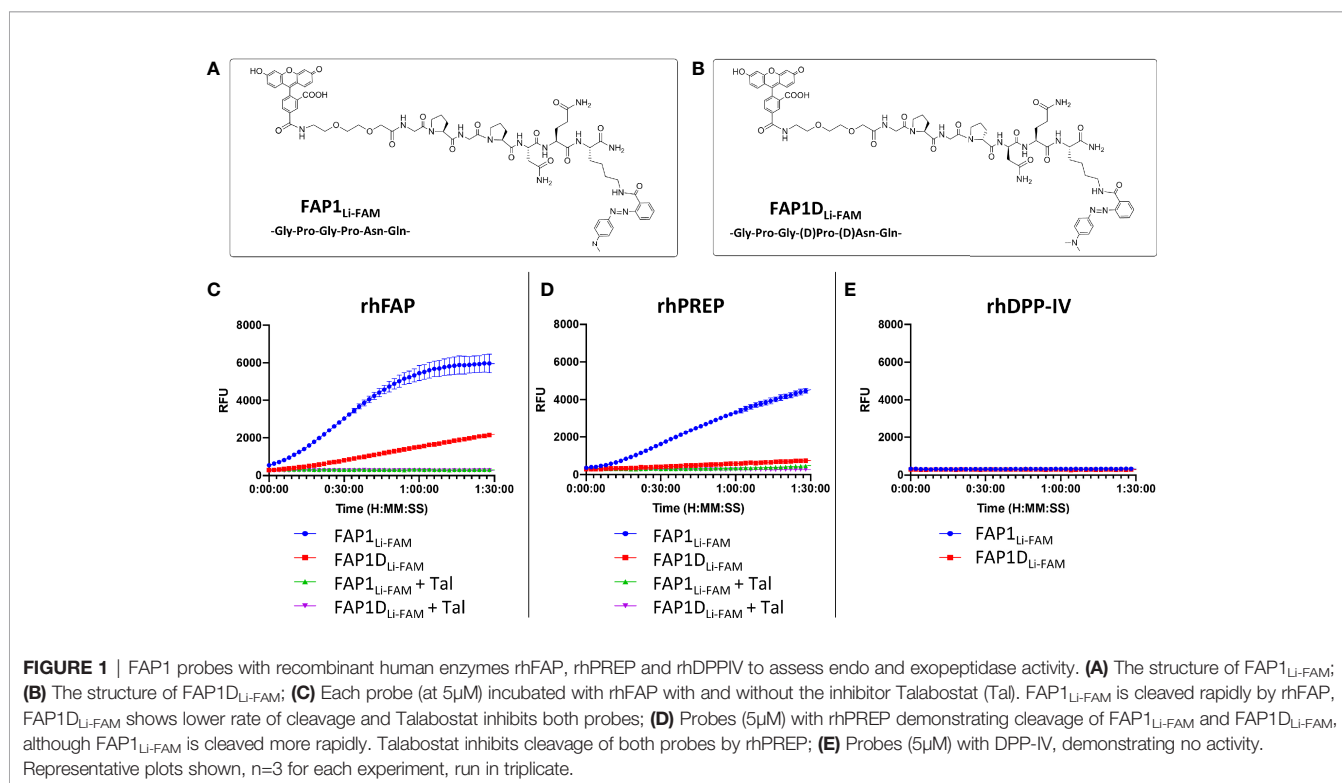 A
HO
O
O
COOH
O
N
H
O
O
O
H
N
O
N
O
N
H
O
N
O
H
N
O
NH₂
O
NH₂
O
N
H
O
H
N
O
NH₂
NH
O
N=N
N
FAP1Li-FAM
-Gly-Pro-Gly-Pro-Asn-Gln-
B
HO
O
O
COOH
O
N
H
O
O
O
H
N
O
N
O
N
H
O
N
O
H
N
O
NH₂
O
NH₂
O
N
H
O
H
N
O
NH₂
NH
O
N=N
N
FAP1DLi-FAM
-Gly-Pro-Gly-(D)Pro-(D)Asn-Gln-
C
rhFAP
8000
6000
4000
2000
0
RFU
0:00:00 0:30:00 1:00:00 1:30:00
Time (H:MM:SS)
FAP1Li-FAM
FAP1DLi-FAM
FAP1Li-FAM + Tal
FAP1DLi-FAM + Tal
D
rhPREP
8000
6000
4000
2000
0
RFU
0:00:00 0:30:00 1:00:00 1:30:00
Time (H:MM:SS)
FAP1Li-FAM
FAP1DLi-FAM
FAP1Li-FAM + Tal
FAP1DLi-FAM + Tal
E
rhDPP-IV
8000
6000
4000
2000
0
RFU
0:00:00 0:30:00 1:00:00 1:30:00
Time (H:MM:SS)
FAP1Li-FAM
FAP1DLi-FAM
FIGURE 1 | FAP1 probes with recombinant human enzymes rhFAP, rhPREP and rhDPPIV to assess endo and exopeptidase activity. (A) The structure of FAP1Li-FAM;
(B) The structure of FAP1DLi-FAM; (C) Each probe (at 5µM) incubated with rhFAP with and without the inhibitor Talabostat (Tal). FAP1Li-FAM is cleaved rapidly by rhFAP,
FAP1DLi-FAM shows lower rate of cleavage and Talabostat inhibits both probes; (D) Probes (5µM) with rhPREP demonstrating cleavage of FAP1Li-FAM and FAP1DLi-FAM,
although FAP1Li-FAM is cleaved more rapidly. Talabostat inhibits cleavage of both probes by rhPREP; (E) Probes (5µM) with DPP-IV, demonstrating no activity.
Representative plots shown, n=3 for each experiment, run in triplicate.